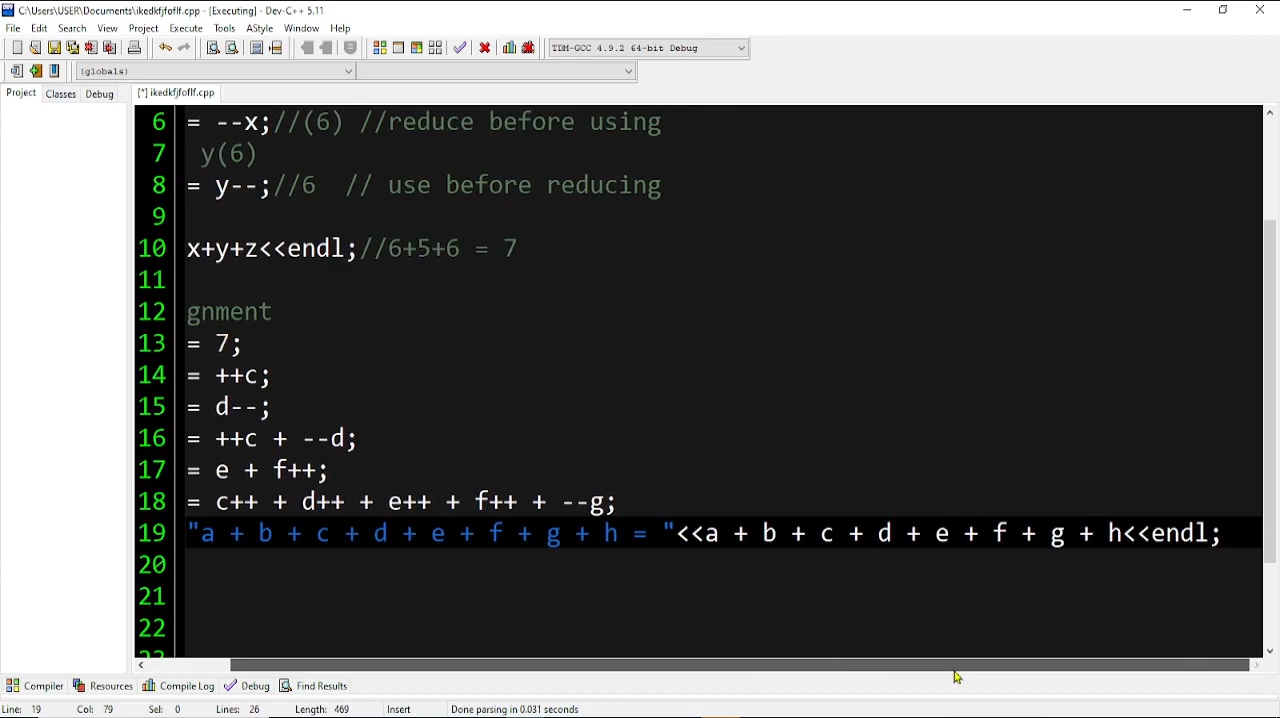 C:\Users\USER\Documents\ikedkfjfoflf.cpp - [Executing] - Dev-C++ 5.11
File Edit Search View Project Execute Tools AStyle Window Help
TDM-GCC 4.9.2 64-bit Debug
(globals)
Project Classes Debug [*] ikedkfjfoflf.cpp
6 = --x;//(6) //reduce before using
7 y(6)
8 = y--;//6 // use before reducing
9
10 x+y+z<<endl;//6+5+6 = 7
11
12 gnment
13 = 7;
14 = ++c;
15 = d--;
16 = ++c + --d;
17 = e + f++;
18 = c++ + d++ + e++ + f++ + --g;
19 "a + b + c + d + e + f + g + h = "<<a + b + c + d + e + f + g + h<<endl;
20
21
22
23
Compiler Resources Compile Log Debug Find Results
Line: 19 Col: 79 Sel: 0 Lines: 26 Length: 469 Insert Done parsing in 0.031 seconds